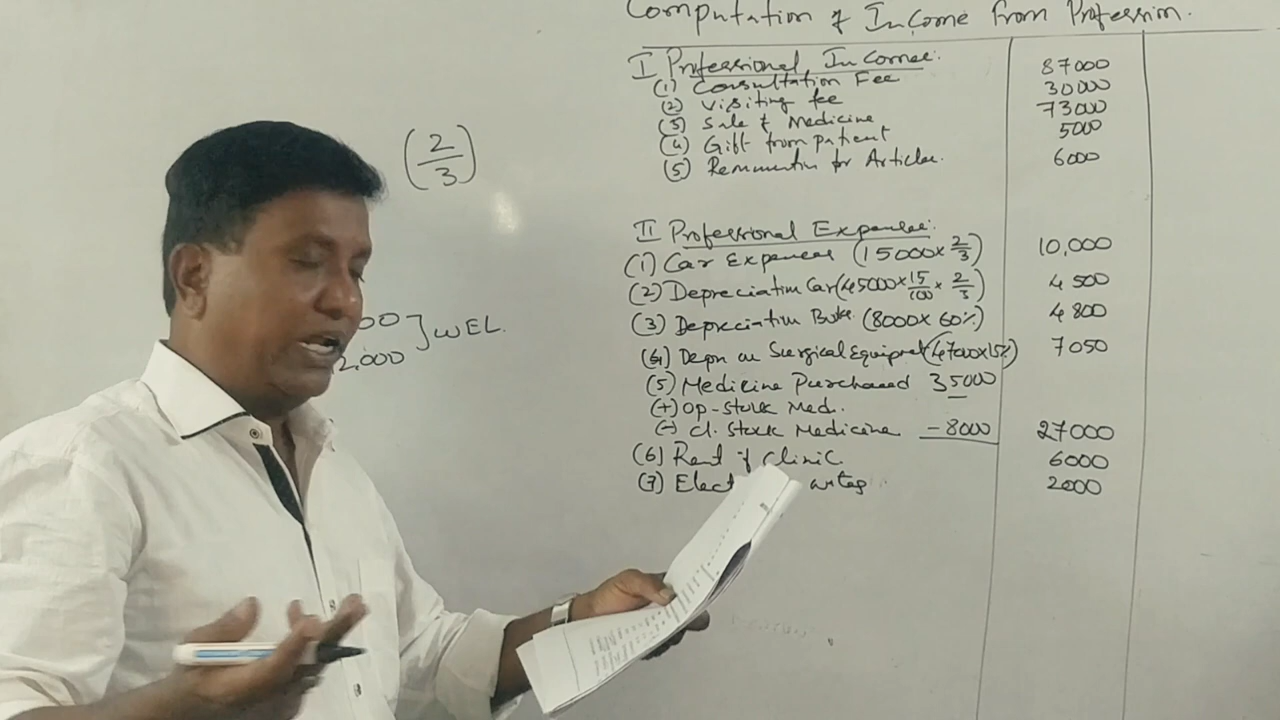 Computation of Income from Profession.
I Professional Incomes:
87000
(1) Consultation Fee
30000
(2) Visiting fee
73000
(3) Sale of Medicine
5000
(4) Gift from patient
(5) for Articles.
6000
II Professional Expenses:
(1) Car Expenses (15000×2/3)
10,000
(2) Depreciation Car (45000×15/100×2/3)
4500
(3) Depreciation (8000×60%)
4800
(4) Depn on Surgical Equipment (47000×15%)
7050
(5) Medicine Purchased 35000
(+) Op-Stock Med.
(-) Cl. Stock Medicine -8000
27000
(6) Rent of Clinic
6000
(7) Elect
2000
(2/3)
00 ] WEL.
2,000